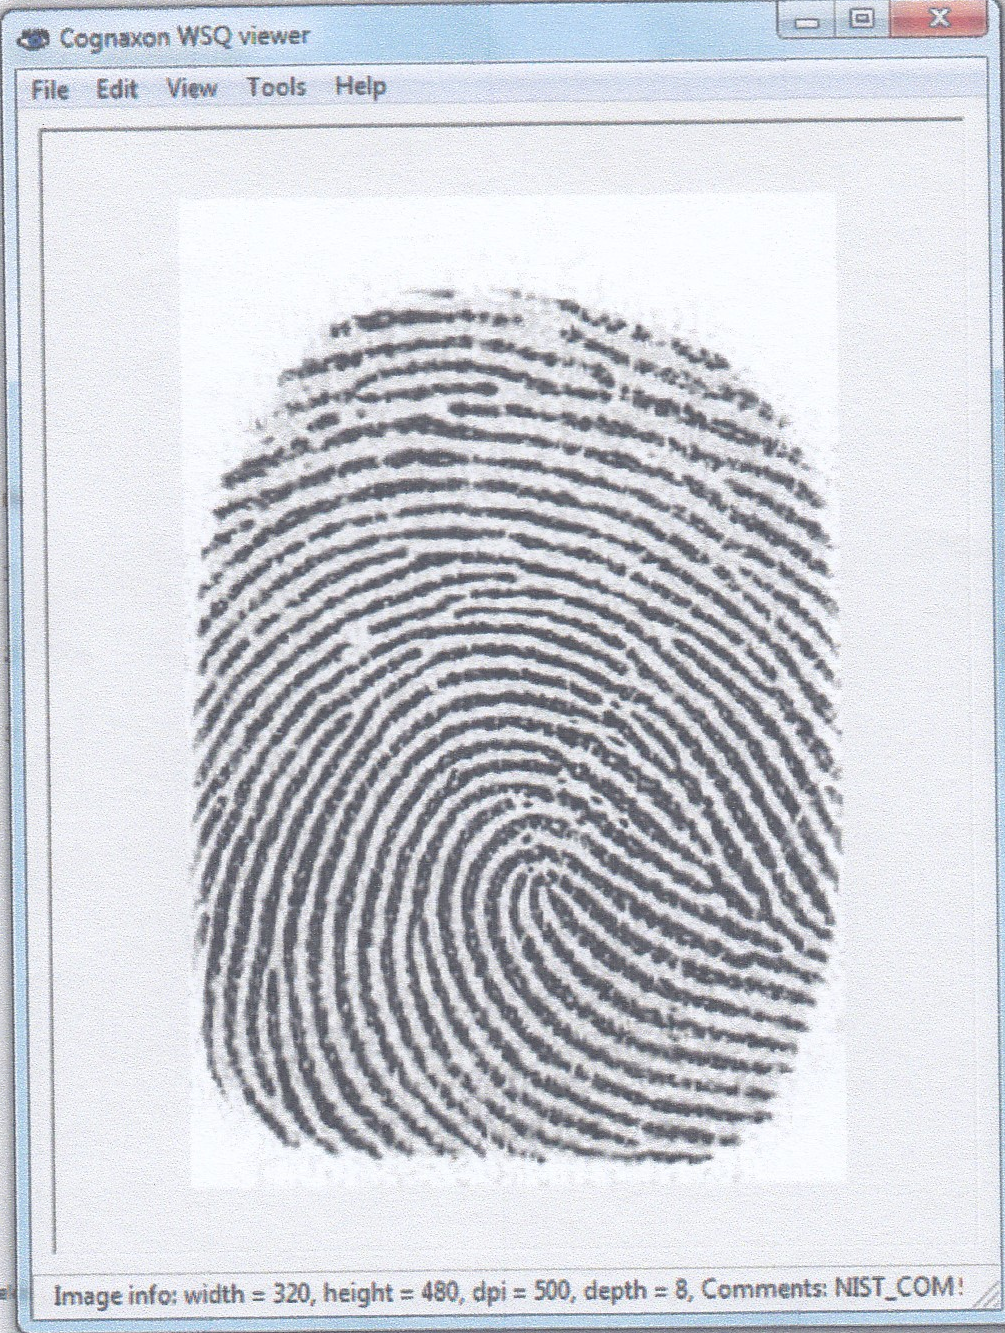 Cognaxon WSQ viewer
File Edit View Tools Help
Image info: width = 320, height = 480, dpi = 500, depth = 8, Comments: NIST_COM!